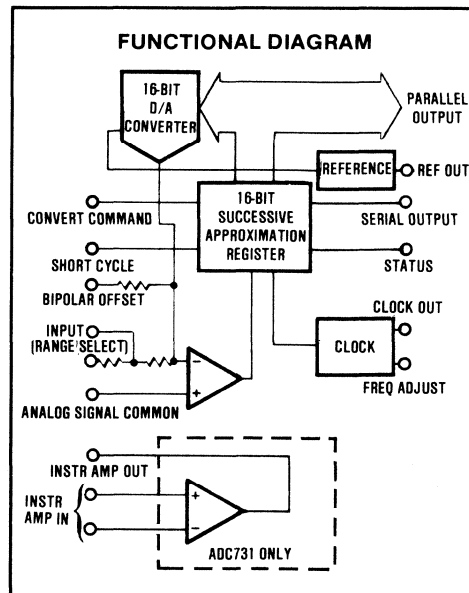 FUNCTIONAL DIAGRAM
16-BIT
D/A
CONVERTER
PARALLEL
OUTPUT
REFERENCE
REF OUT
16-BIT
SUCCESSIVE
APPROXIMATION
REGISTER
CONVERT COMMAND
SERIAL OUTPUT
SHORT CYCLE
STATUS
BIPOLAR OFFSET
CLOCK OUT
INPUT
(RANGE/SELECT)
CLOCK
−
+
FREQ ADJUST
ANALOG SIGNAL COMMON
INSTR AMP OUT
INSTR
AMP IN
+
−
ADC731 ONLY